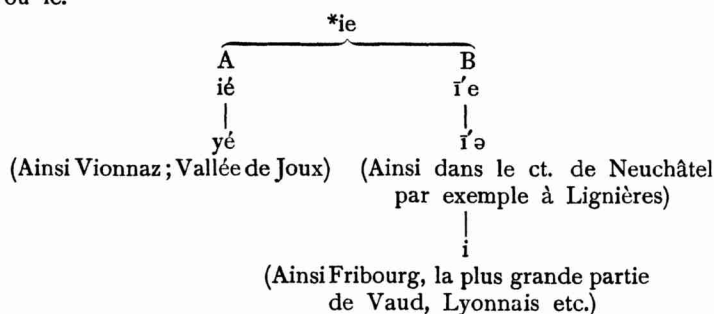 ou ie.
*ie
A B
ié ī′e
yé ī′ə
(Ainsi Vionnaz ; Vallée de Joux) (Ainsi dans le ct. de Neuchâtel
par exemple à Lignières)
i
(Ainsi Fribourg, la plus grande partie
de Vaud, Lyonnais etc.)